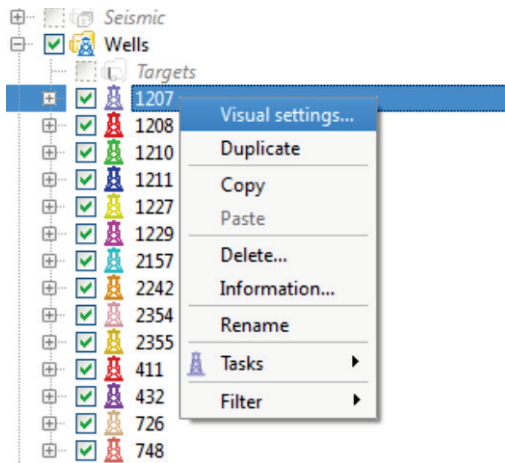 Seismic
Wells
Targets
1207
Visual settings...
1208
Duplicate
1210
1211
Copy
1227
Paste
1229
2157
Delete...
2242
Information...
2354
Rename
2355
411
Tasks
432
Filter
726
748